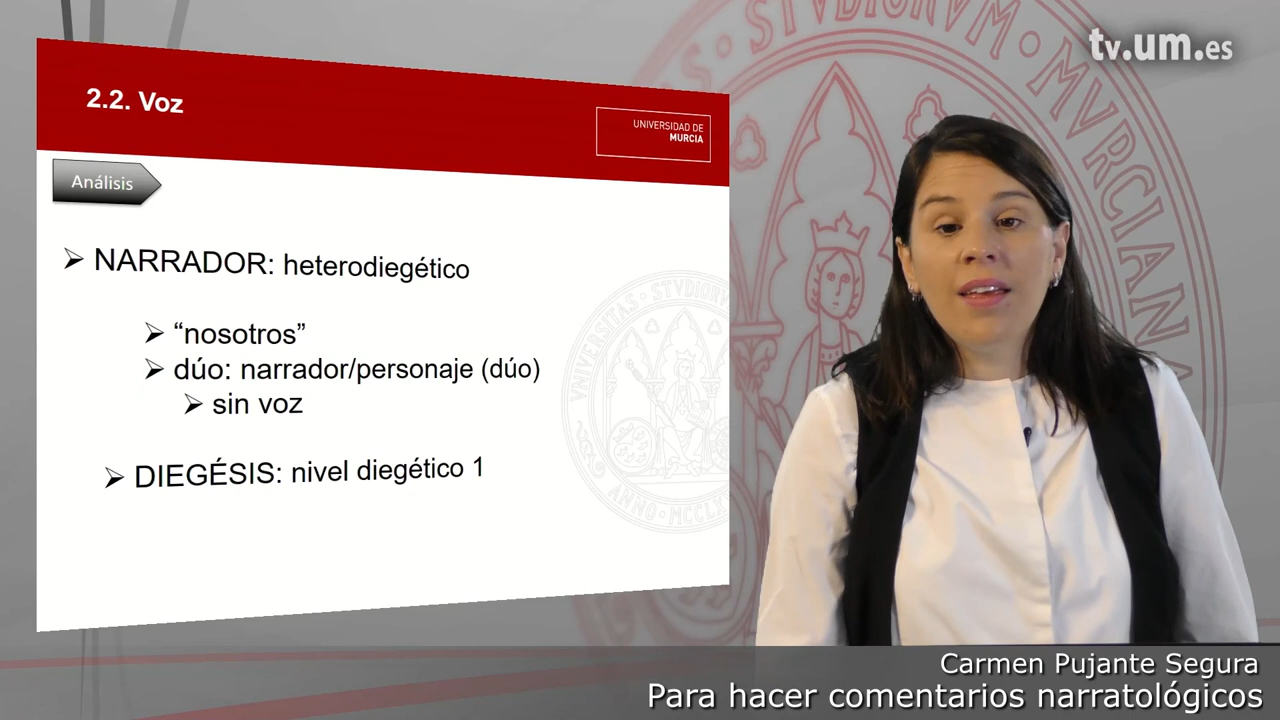 tv.um.es
2.2. Voz
UNIVERSIDAD DE
MURCIA
Análisis
➢ NARRADOR: heterodiegético
➢ “nosotros”
➢ dúo: narrador/personaje (dúo)
➢ sin voz
➢ DIEGÉSIS: nivel diegético 1
Carmen Pujante Segura
Para hacer comentarios narratológicos